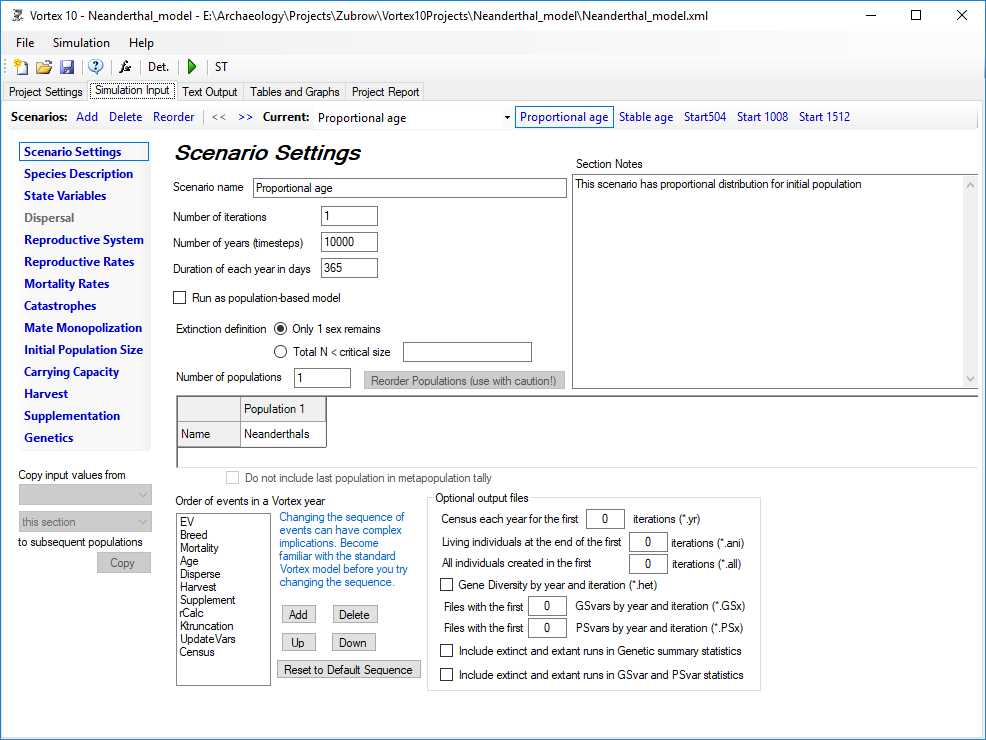 Vortex 10 - Neanderthal_model - E:\Archaeology\Projects\Zubrow\Vortex10Projects\Neanderthal_model\Neanderthal_model.xml
File Simulation Help
fx Det. ST
Project Settings Simulation Input Text Output Tables and Graphs Project Report
Scenarios: Add Delete Reorder << >> Current: Proportional age Proportional age Stable age Start504 Start 1008 Start 1512
Scenario Settings
Species Description
State Variables
Dispersal
Reproductive System
Reproductive Rates
Mortality Rates
Catastrophes
Mate Monopolization
Initial Population Size
Carrying Capacity
Harvest
Supplementation
Genetics
Copy input values from
this section
to subsequent populations
Copy
Scenario Settings
Scenario name Proportional age
Number of iterations 1
Number of years (timesteps) 10000
Duration of each year in days 365
Run as population-based model
Extinction definition Only 1 sex remains
Total N < critical size
Number of populations 1 Reorder Populations (use with caution!)
Section Notes
This scenario has proportional distribution for initial population
Population 1
Name Neanderthals
Do not include last population in metapopulation tally
Order of events in a Vortex year
EV
Breed
Mortality
Age
Disperse
Harvest
Supplement
rCalc
Ktruncation
UpdateVars
Census
Changing the sequence of
events can have complex
implications. Become
familiar with the standard
Vortex model before you try
changing the sequence.
Add Delete
Up Down
Reset to Default Sequence
Optional output files
Census each year for the first 0 iterations (*.yr)
Living individuals at the end of the first 0 iterations (*.ani)
All individuals created in the first 0 iterations (*.all)
Gene Diversity by year and iteration (*.het)
Files with the first 0 GSvars by year and iteration (*.GSx)
Files with the first 0 PSvars by year and iteration (*.PSx)
Include extinct and extant runs in Genetic summary statistics
Include extinct and extant runs in GSvar and PSvar statistics